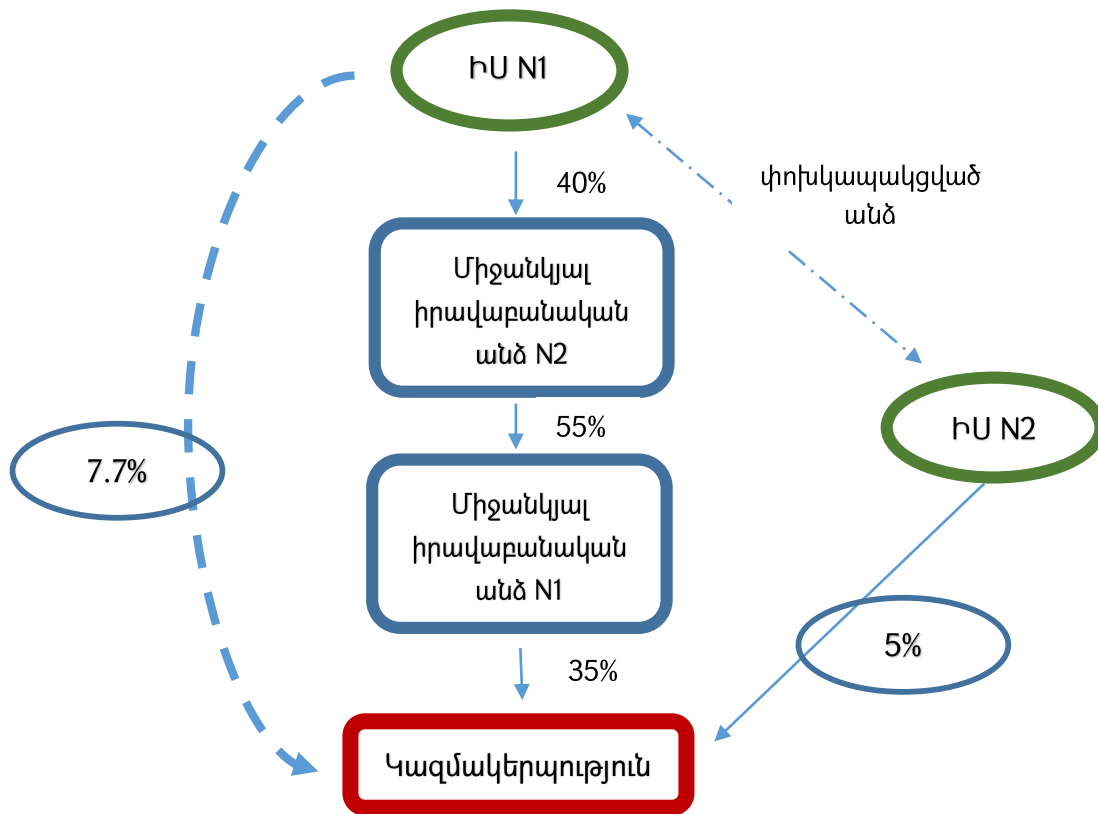 ԻՍ N1
40%
փոխկապակցված
անձ
Միջանկյալ
իրավաբանական
անձ N2
55%
ԻՍ N2
7.7%
Միջանկյալ
իրավաբանական
անձ N1
5%
35%
Կազմակերպություն